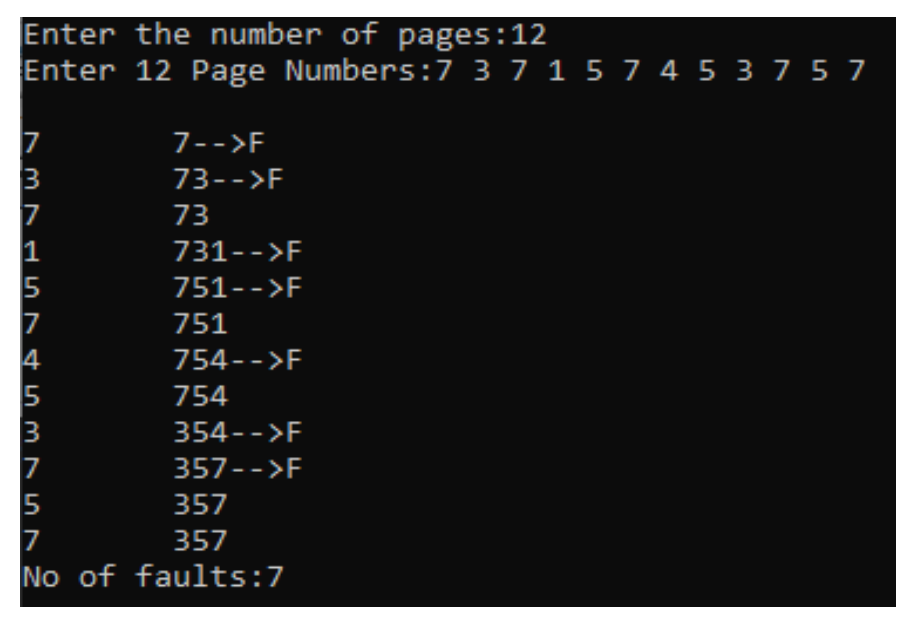 Enter the number of pages:12
Enter 12 Page Numbers:7 3 7 1 5 7 4 5 3 7 5 7
7 7-->F
3 73-->F
7 73
1 731-->F
5 751-->F
7 751
4 754-->F
5 754
3 354-->F
7 357-->F
5 357
7 357
No of faults:7